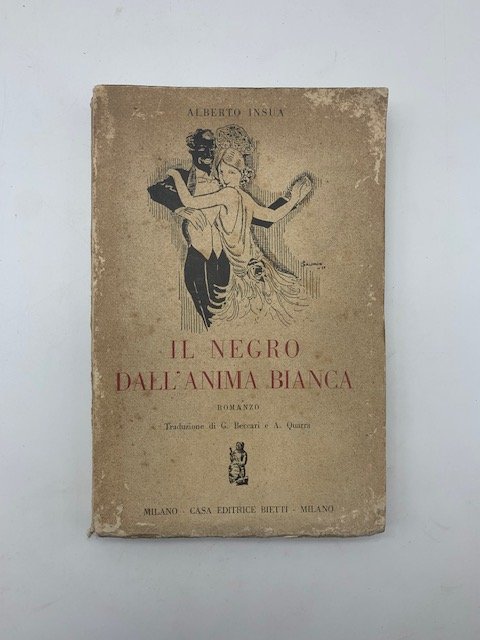 ALBERTO INSUA
IL NEGRO
DALL'ANIMA BIANCA
ROMANZO
Traduzione di G. Beccari e A. Quarra
MILANO - CASA EDITRICE BIETTI - MILANO